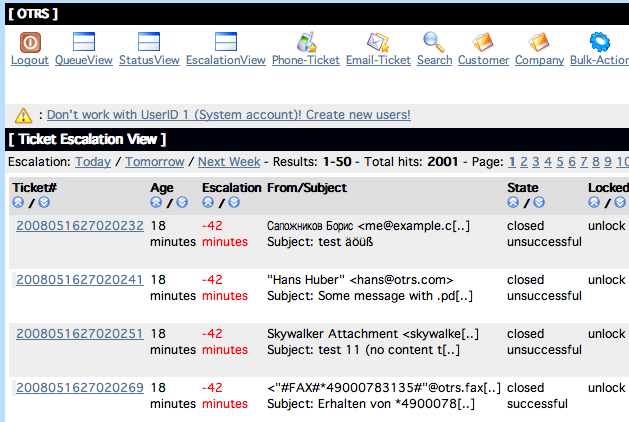 [ OTRS ]
Logout QueueView StatusView EscalationView Phone-Ticket Email-Ticket Search Customer Company Bulk-Action
: Don't work with UserID 1 (System account)! Create new users!
[ Ticket Escalation View ]
Escalation: Today / Tomorrow / Next Week - Results: 1-50 - Total hits: 2001 - Page: 1 2 3 4 5 6 7 8 9 10
Ticket# Age Escalation From/Subject State Locked
/ / / / /
2008051627020232 18 -42 Сапожников Борис <me@example.c[..] closed unlock
minutes minutes Subject: test äöüß unsuccessful
2008051627020241 18 -42 "Hans Huber" <hans@otrs.com> closed unlock
minutes minutes Subject: Some message with .pd[..] unsuccessful
2008051627020251 18 -42 Skywalker Attachment <skywalke[..] closed unlock
minutes minutes Subject: test 11 (no content t[..] unsuccessful
2008051627020269 18 -42 <"#FAX#*49000783135#"@otrs.fax[..] closed unlock
minutes minutes Subject: Erhalten von *4900078[..] successful